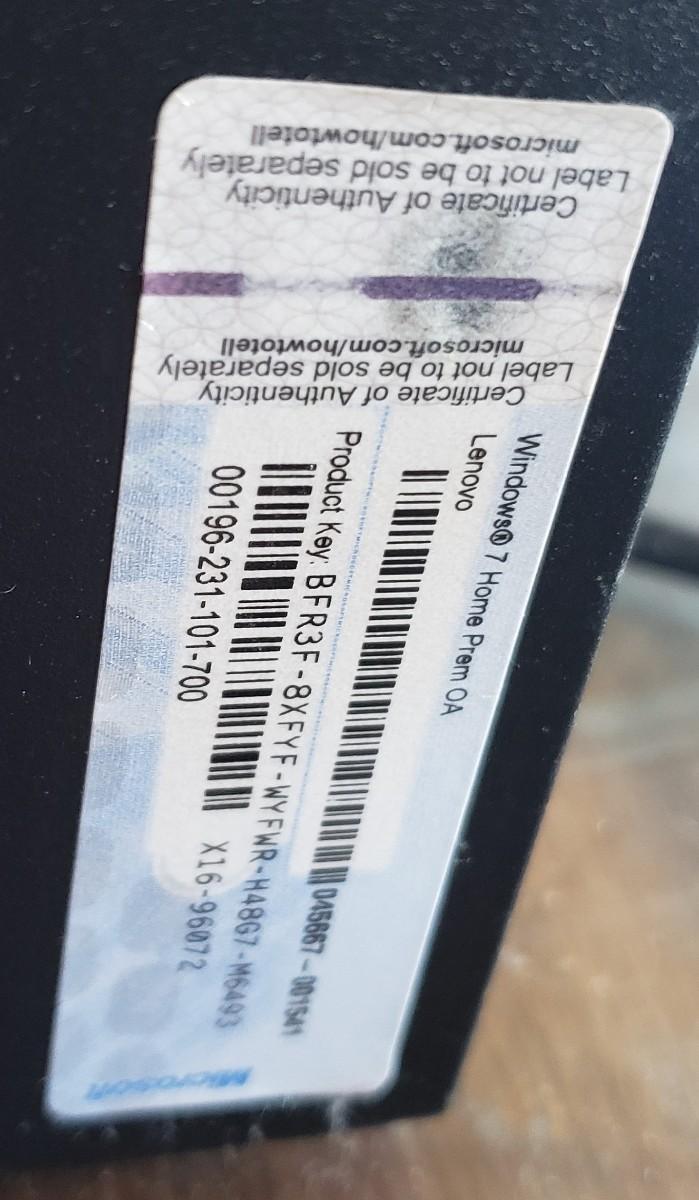 Certificate of Authenticity
Label not to be sold separately
microsoft.com/howtotell
Certificate of Authenticity
Label not to be sold separately
microsoft.com/howtotell
Windows® 7 Home Prem OA
Lenovo
045667-001541
Product Key: BFR3F-8XFYF-WYFWR-H48G7-M6493
00196-231-101-700 X16-96072
Microsoft